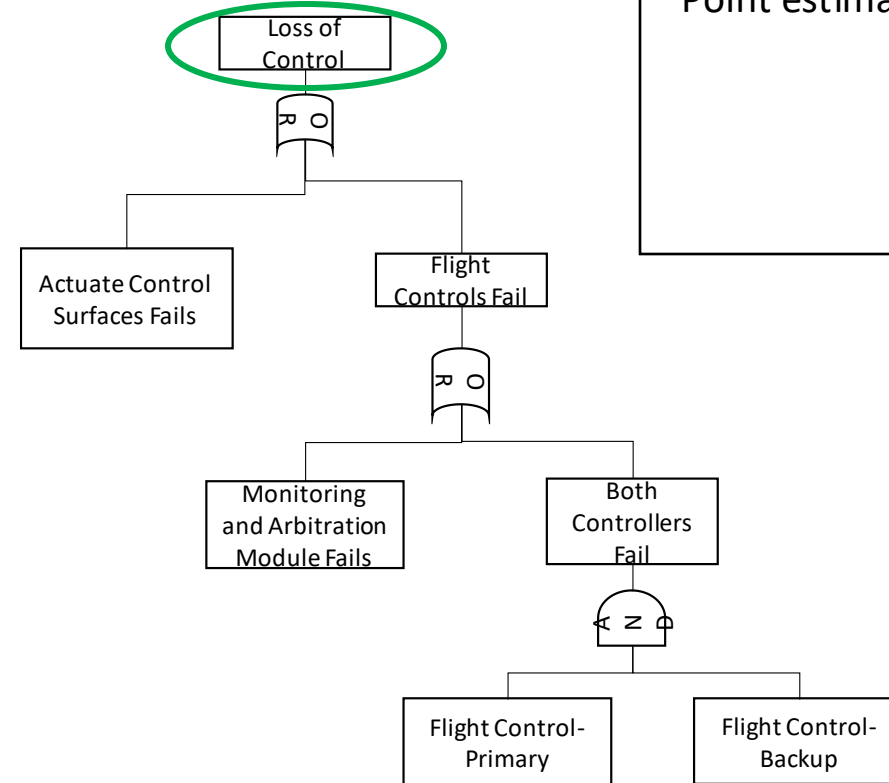 Point estima
Loss of
Control
OR
Actuate Control
Surfaces Fails
Flight
Controls Fail
OR
Monitoring
and Arbitration
Module Fails
Both
Controllers
Fail
AND
Flight Control-
Primary
Flight Control-
Backup